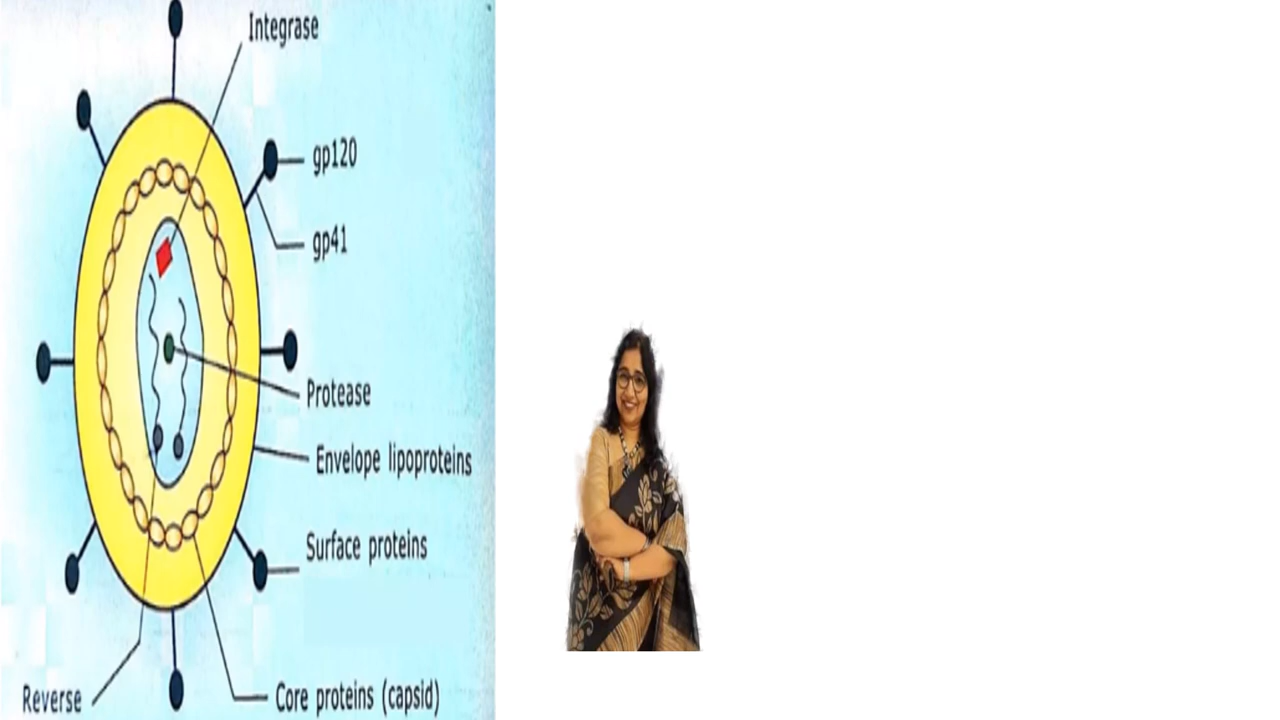 Integrase
gp120
gp41
Protease
Envelope lipoproteins
Surface proteins
Reverse
Core proteins (capsid)